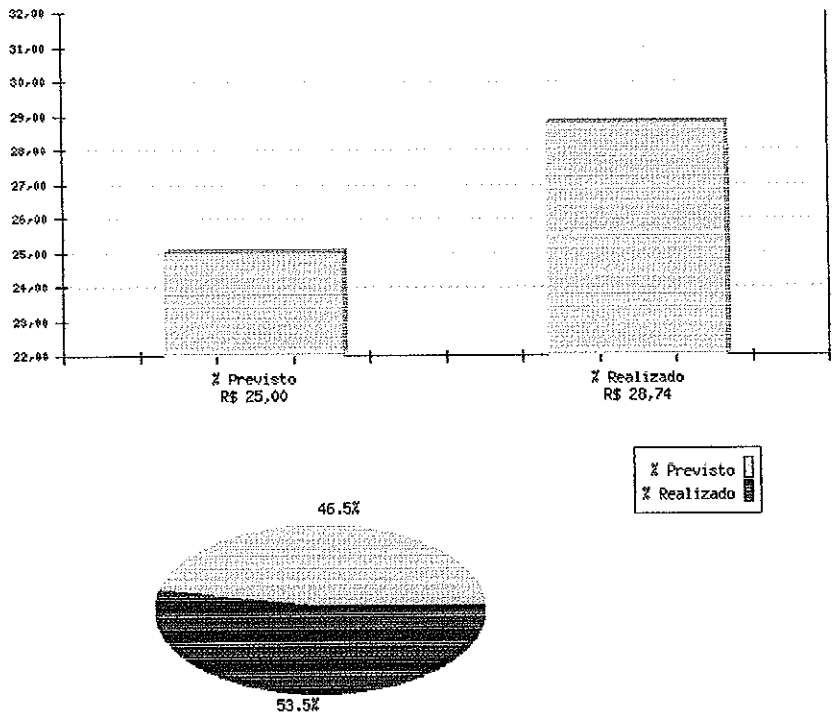 32,00
31,00
30,00
29,00
28,00
27,00
26,00
25,00
24,00
23,00
22,00
% Previsto
R$ 25,00
% Realizado
R$ 28,74
% Previsto
% Realizado
46.5%
53.5%